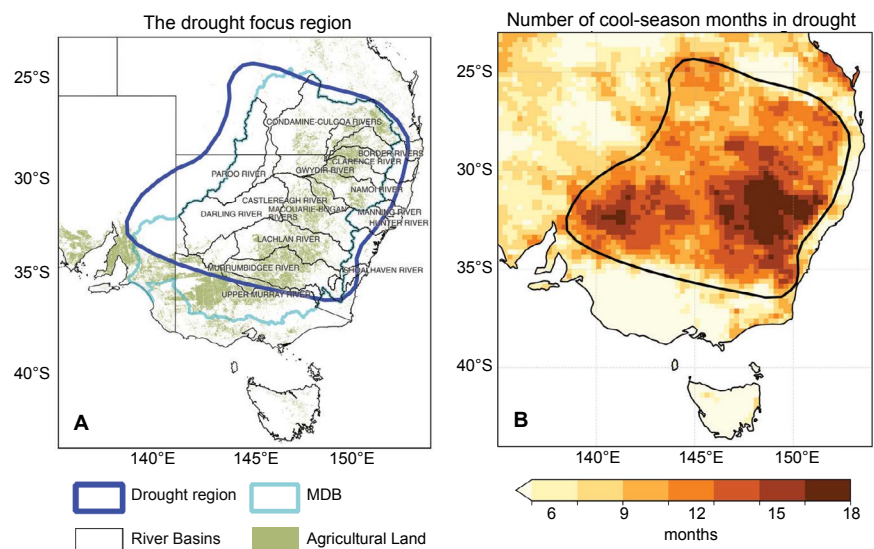 The drought focus region
25°S
30°S
35°S
40°S
CONDAMINE-CULGOA RIVERS
BORDER RIVERS
CLARENCE RIVER
GWYDIR RIVER
PAROO RIVER
NAMOI RIVER
CASTLEREAGH RIVER
MACQUARIE-BOGAN
RIVERS
DARLING RIVER
MANNING RIVER
HUNTER RIVER
LACHLAN RIVER
MURRUMBIDGEE RIVER
SHOALHAVEN RIVER
UPPER MURRAY RIVER
A
140°E 145°E 150°E
Drought region
MDB
River Basins
Agricultural Land
Number of cool-season months in drought
25°S
30°S
35°S
40°S
B
140°E 145°E 150°E
6 9 12 15 18
months